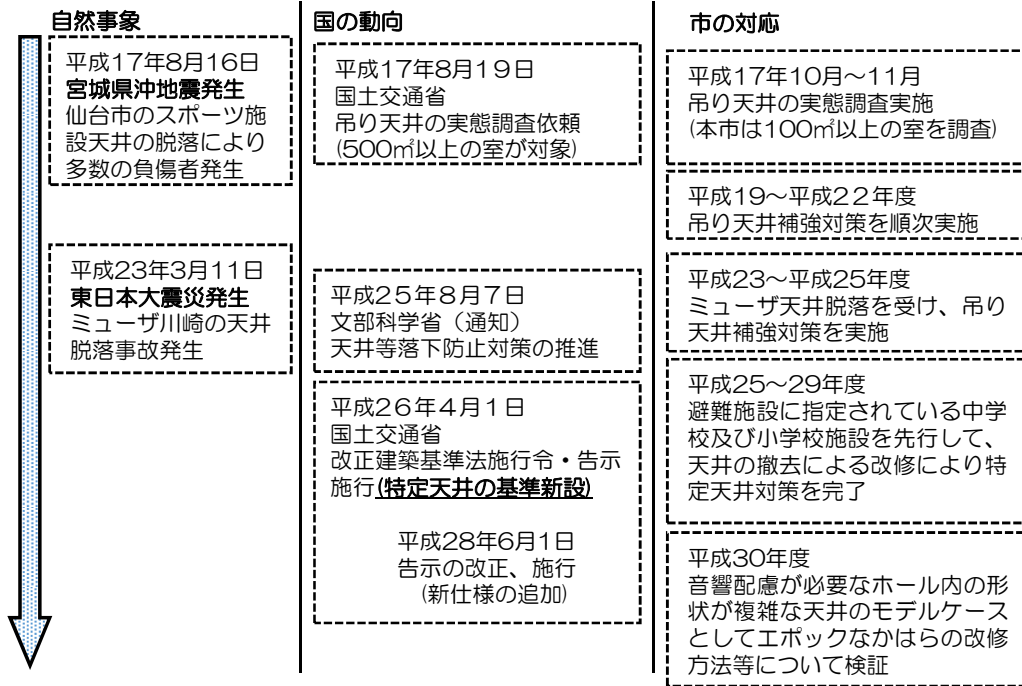 自然事象
平成17年8月16日
宮城県沖地震発生
仙台市のスポーツ施
設天井の脱落により
多数の負傷者発生
平成23年3月11日
東日本大震災発生
ミューザ川崎の天井
脱落事故発生
国の動向
平成17年8月19日
国土交通省
吊り天井の実態調査依頼
(500㎡以上の室が対象)
平成25年8月7日
文部科学省（通知）
天井等落下防止対策の推進
平成26年4月1日
国土交通省
改正建築基準法施行令・告示
施行(特定天井の基準新設)
平成28年6月1日
告示の改正、施行
(新仕様の追加)
市の対応
平成17年10月～11月
吊り天井の実態調査実施
(本市は100㎡以上の室を調査)
平成19～平成22年度
吊り天井補強対策を順次実施
平成23～平成25年度
ミューザ天井脱落を受け、吊り
天井補強対策を実施
平成25～29年度
避難施設に指定されている中学
校及び小学校施設を先行して、
天井の撤去による改修により特
定天井対策を完了
平成30年度
音響配慮が必要なホール内の形
状が複雑な天井のモデルケース
としてエポックなかはらの改修
方法等について検証